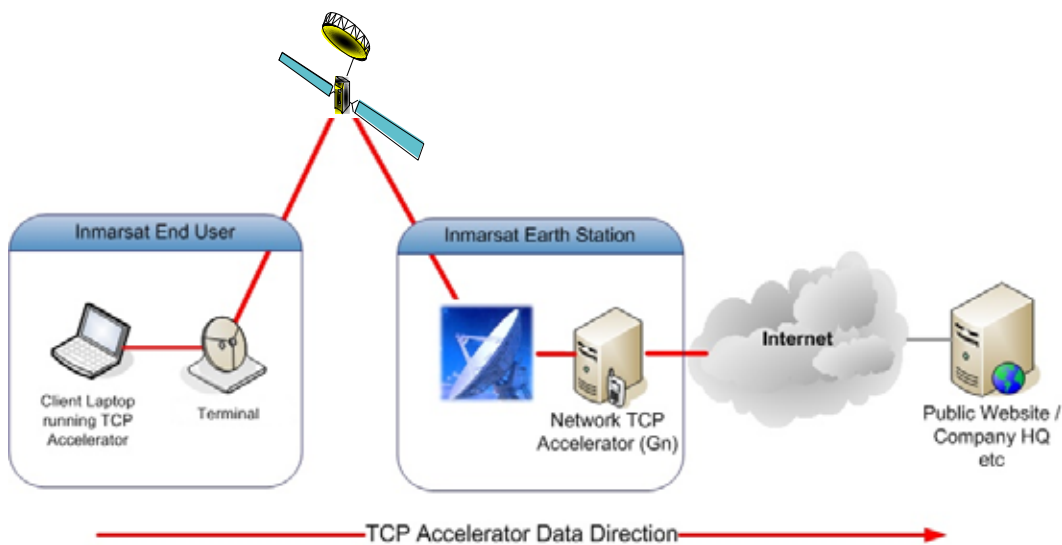 Inmarsat End User
Inmarsat Earth Station
Client Laptop
running TCP
Accelerator
Terminal
Network TCP
Accelerator (Gn)
Internet
Public Website /
Company HQ
etc
TCP Accelerator Data Direction